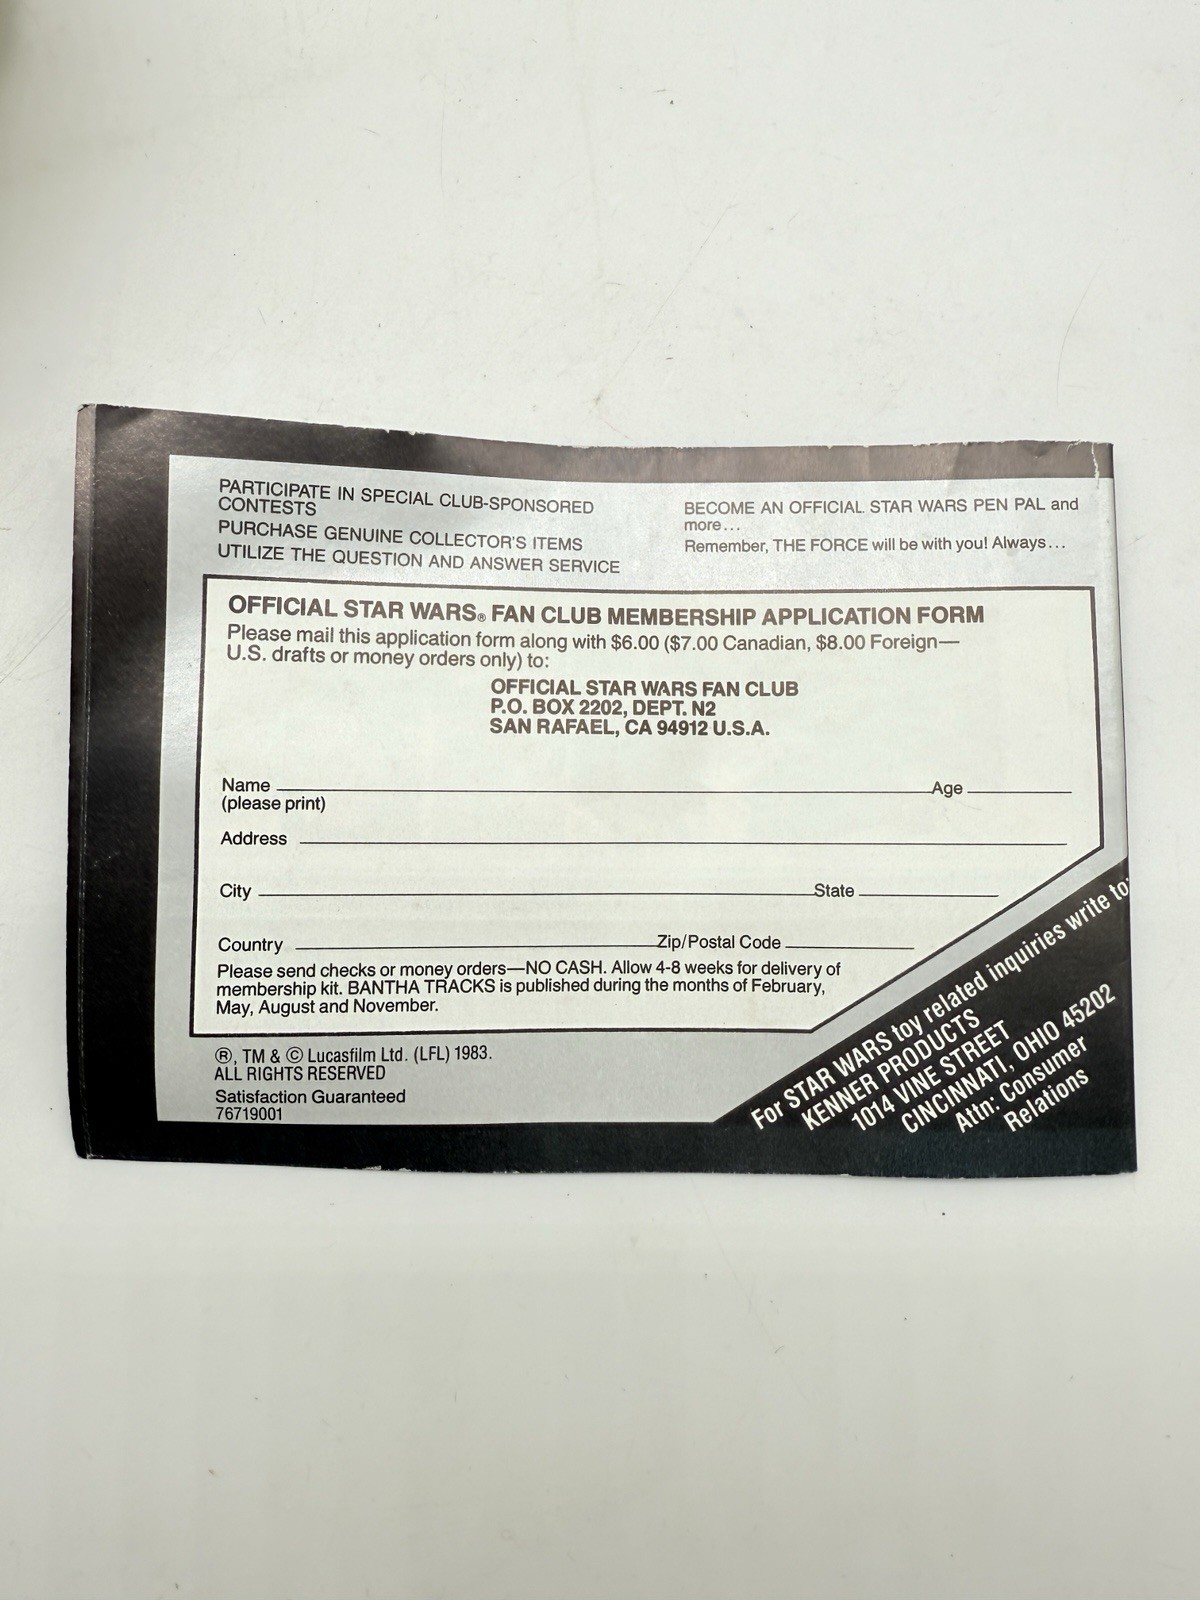 PARTICIPATE IN SPECIAL CLUB-SPONSORED
CONTESTS
PURCHASE GENUINE COLLECTOR'S ITEMS
UTILIZE THE QUESTION AND ANSWER SERVICE
BECOME AN OFFICIAL STAR WARS PEN PAL and
more...
Remember, THE FORCE will be with you! Always...
OFFICIAL STAR WARS® FAN CLUB MEMBERSHIP APPLICATION FORM
Please mail this application form along with $6.00 ($7.00 Canadian, $8.00 Foreign—
U.S. drafts or money orders only) to:
OFFICIAL STAR WARS FAN CLUB
P.O. BOX 2202, DEPT. N2
SAN RAFAEL, CA 94912 U.S.A.
Name Age
(please print)
Address
City State
Country Zip/Postal Code
Please send checks or money orders—NO CASH. Allow 4-8 weeks for delivery of
membership kit. BANTHA TRACKS is published during the months of February,
May, August and November.
®, TM & © Lucasfilm Ltd. (LFL) 1983.
ALL RIGHTS RESERVED
Satisfaction Guaranteed
76719001
For STAR WARS toy related inquiries write to:
KENNER PRODUCTS
1014 VINE STREET
CINCINNATI, OHIO 45202
Attn: Consumer
Relations